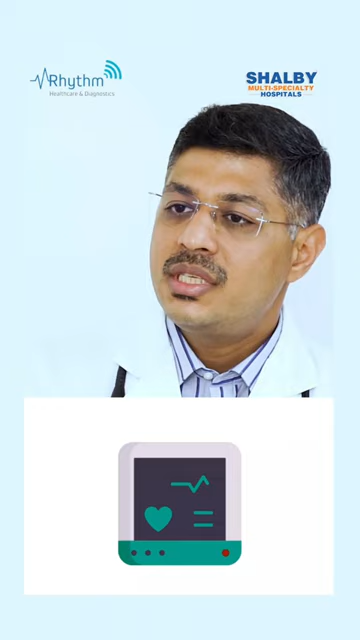 Rhythm
Healthcare & Diagnostics
SHALBY
MULTI-SPECIALTY
HOSPITALS